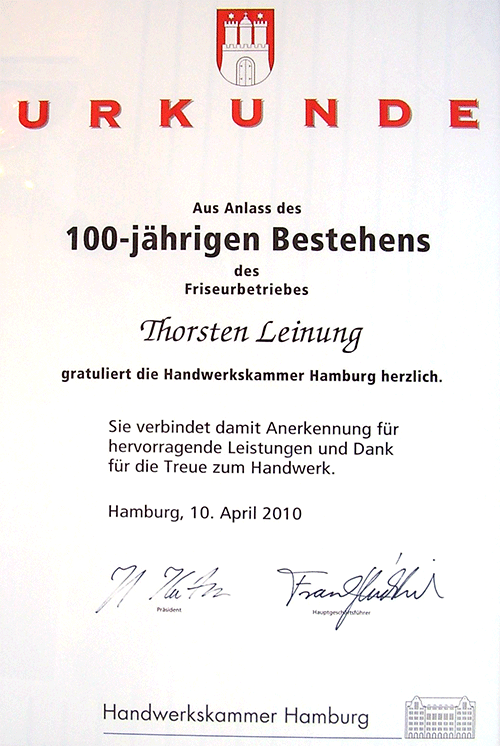 URKUNDE
Aus Anlass des
100-jährigen Bestehens
des
Friseurbetriebes
Thorsten Leinung
gratuliert die Handwerkskammer Hamburg herzlich.
Sie verbindet damit Anerkennung für
hervorragende Leistungen und Dank
für die Treue zum Handwerk.
Hamburg, 10. April 2010
Präsident
Hauptgeschäftsführer
Handwerkskammer Hamburg